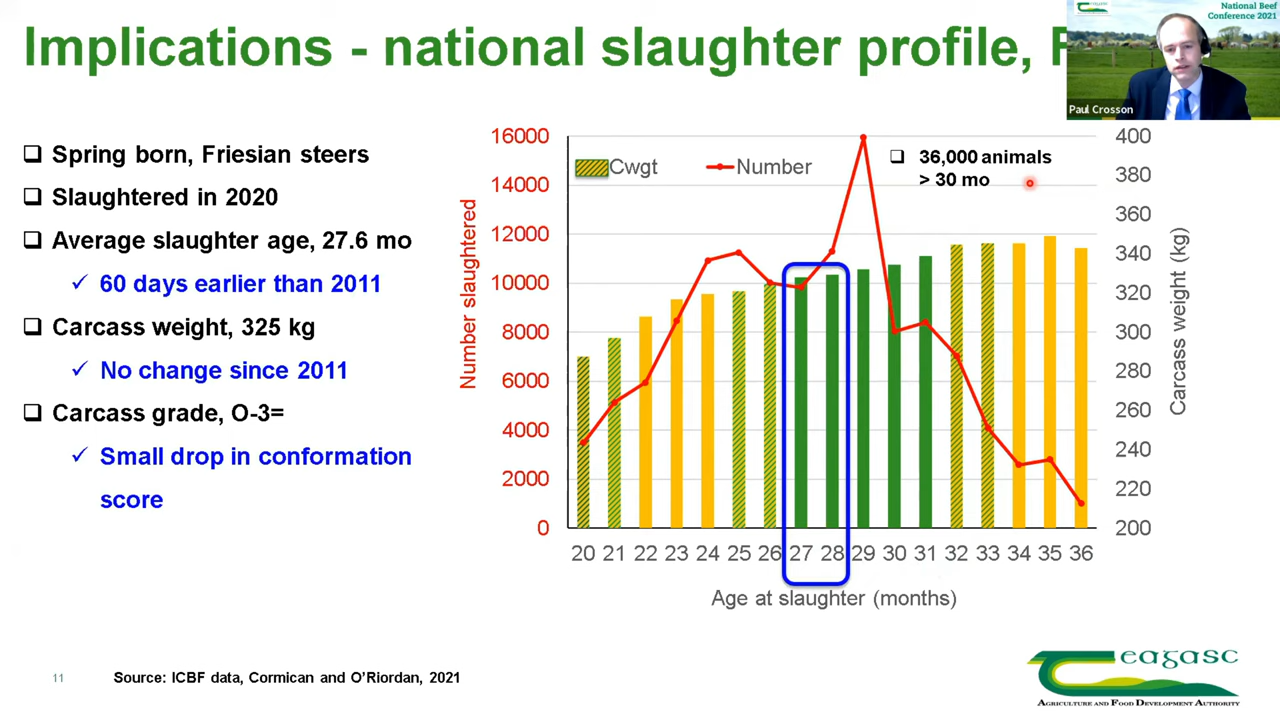 Implications - national slaughter profile,
National Beef
Conference 2021
Paul Crosson
Spring born, Friesian steers
Slaughtered in 2020
Average slaughter age, 27.6 mo
60 days earlier than 2011
Carcass weight, 325 kg
No change since 2011
Carcass grade, O-3=
Small drop in conformation
score
Number slaughtered
16000
14000
12000
10000
8000
6000
4000
2000
0
Cwgt
Number
36,000 animals
> 30 mo
400
380
360
340
320
300
280
260
240
220
200
Carcass weight (kg)
20 21 22 23 24 25 26 27 28 29 30 31 32 33 34 35 36
Age at slaughter (months)
11
Source: ICBF data, Cormican and O'Riordan, 2021
eagasc
Agriculture and Food Development Authority